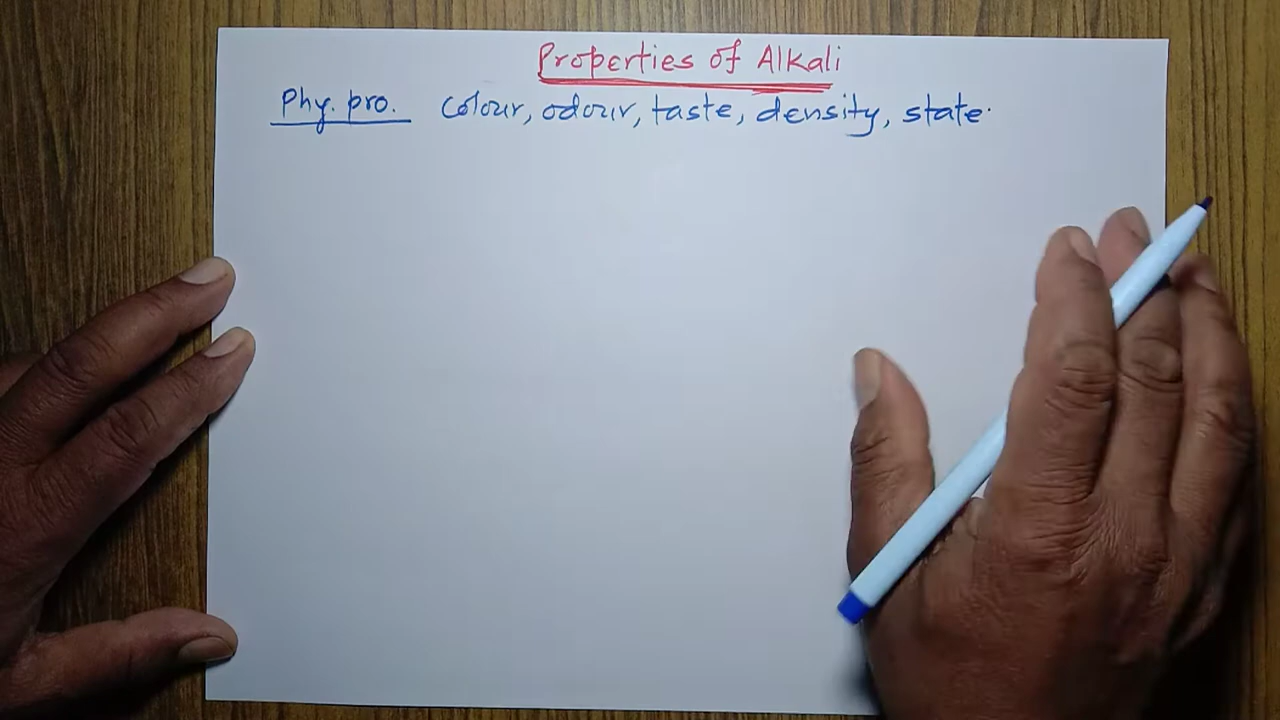 Properties of Alkali
Phy. pro. Colour, odour, taste, density, state.